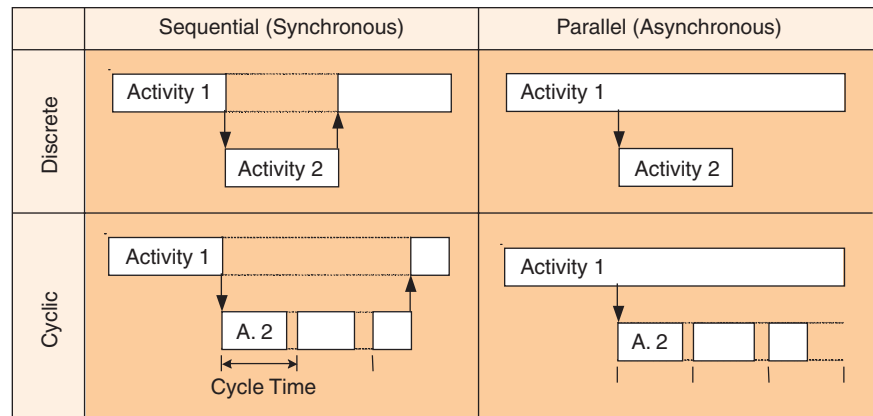 Sequential (Synchronous)
Parallel (Asynchronous)
Discrete
Activity 1
Activity 2
Activity 1
Activity 2
Cyclic
Activity 1
A. 2
Cycle Time
Activity 1
A. 2